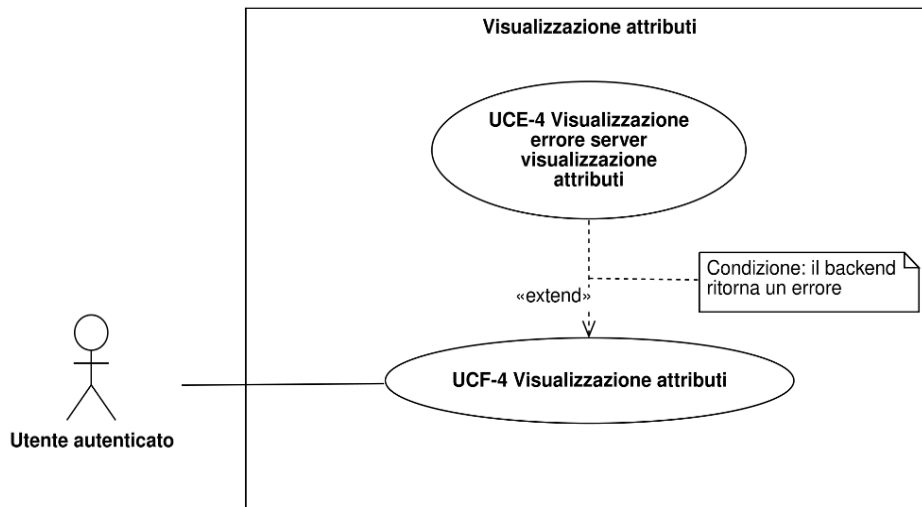 Visualizzazione attributi
UCE-4 Visualizzazione
errore server
visualizzazione
attributi
Condizione: il backend
ritorna un errore
«extend»
UCF-4 Visualizzazione attributi
Utente autenticato